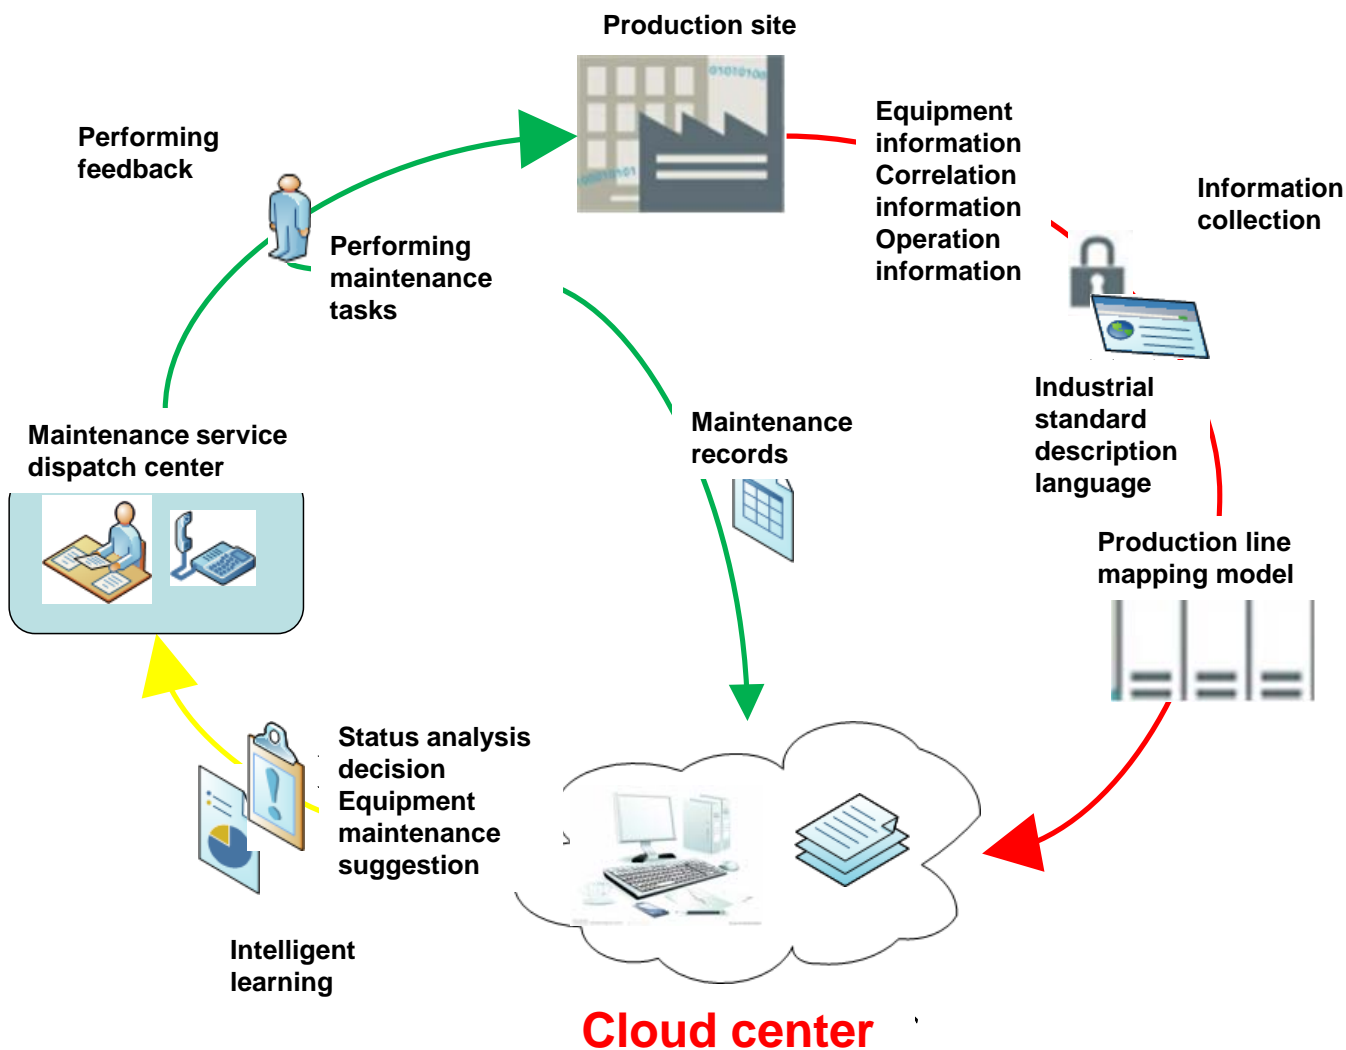 Production site
Performing
feedback
Equipment
information
Correlation
information
Operation
information
Information
collection
Performing
maintenance
tasks
Industrial
standard
description
language
Maintenance service
dispatch center
Maintenance
records
Production line
mapping model
Status analysis
decision
Equipment
maintenance
suggestion
Intelligent
learning
Cloud center